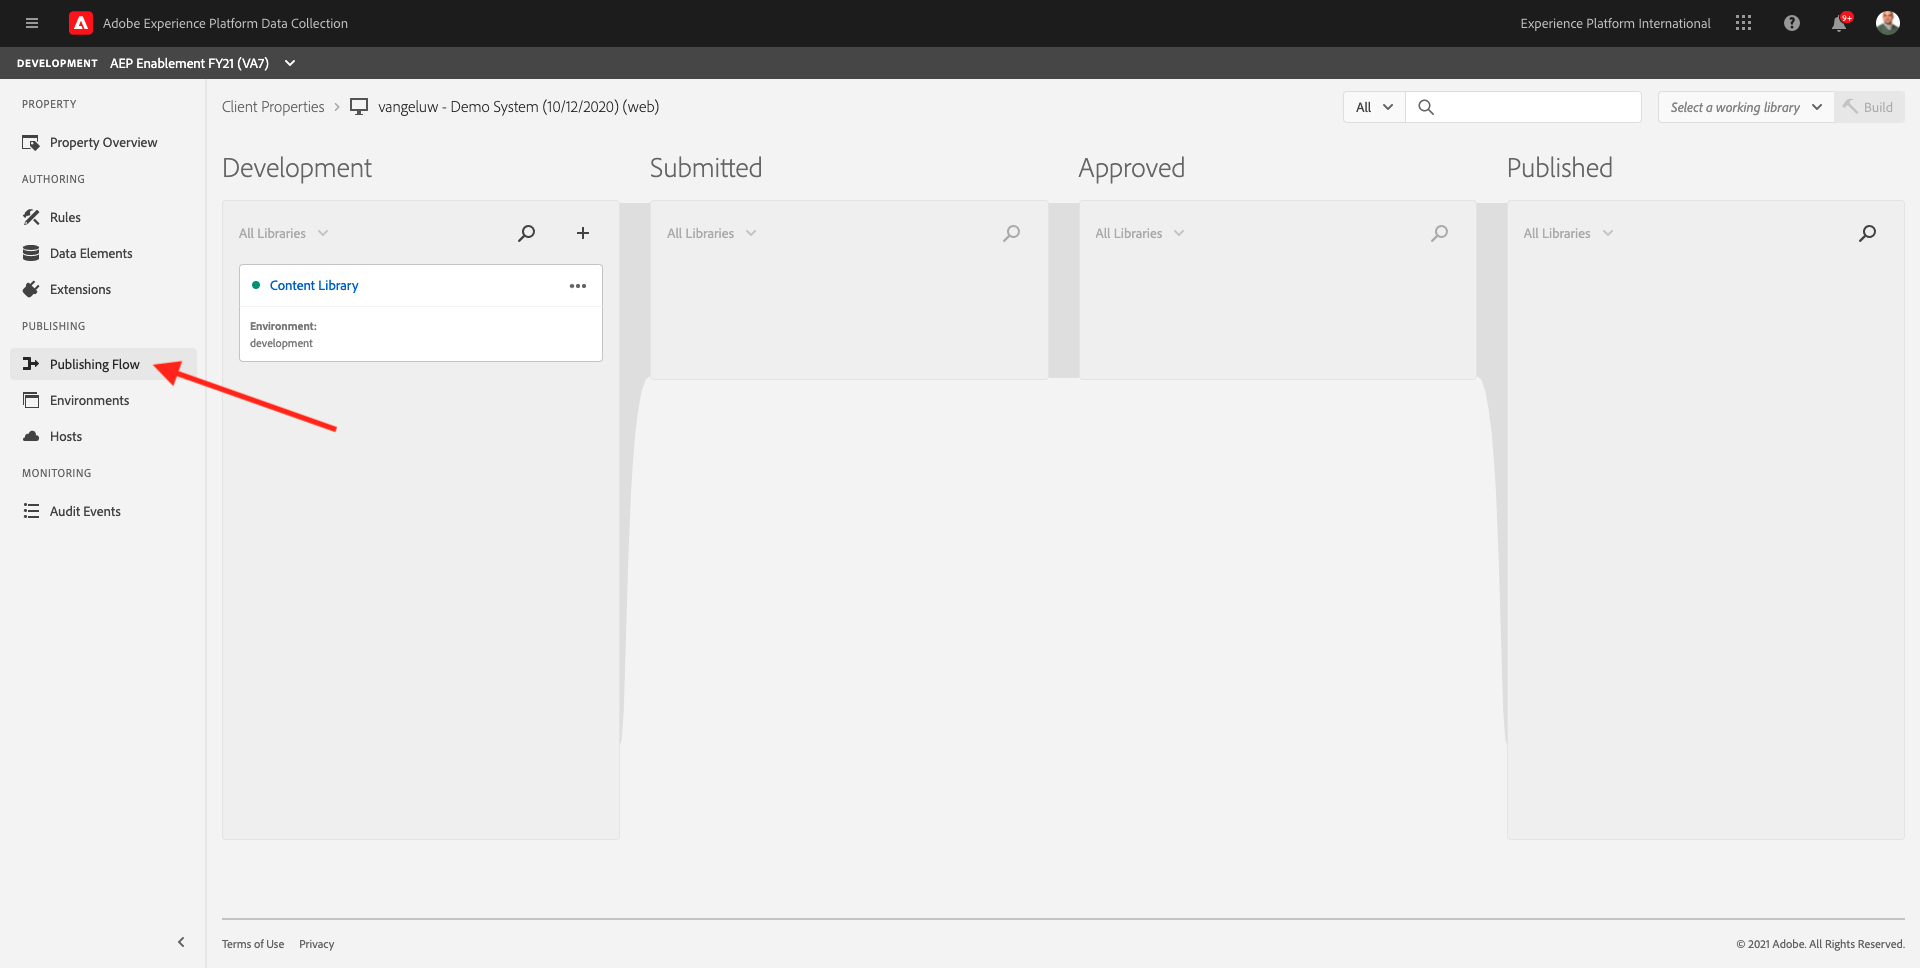 Adobe Experience Platform Data Collection
Experience Platform International
9+
DEVELOPMENT AEP Enablement FY21 (VA7)
PROPERTY
Property Overview
AUTHORING
Rules
Data Elements
Extensions
PUBLISHING
Publishing Flow
Environments
Hosts
MONITORING
Audit Events
Client Properties > vangeluw - Demo System (10/12/2020) (web)
All
Select a working library
Build
Development
All Libraries
Content Library
Environment:
development
Submitted
All Libraries
Approved
All Libraries
Published
All Libraries
Terms of Use Privacy
© 2021 Adobe. All Rights Reserved.